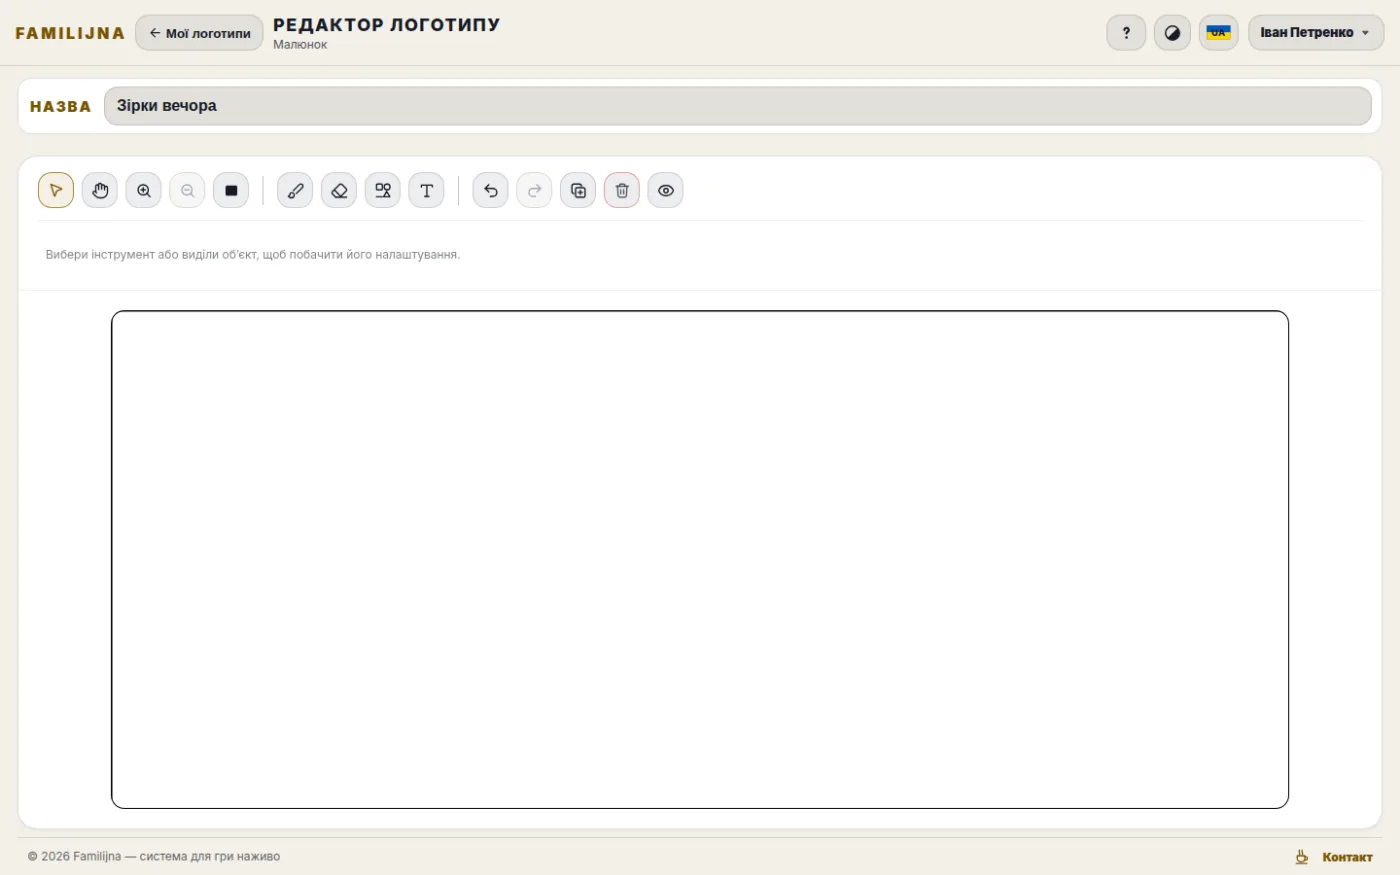 FAMILIJNA
← Мої логотипи
РЕДАКТОР ЛОГОТИПУ
Малюнок
?
UA
Іван Петренко
НАЗВА
Зірки вечора
Вибери інструмент або виділи об'єкт, щоб побачити його налаштування.
© 2026 Familijna — система для гри наживо
Контакт